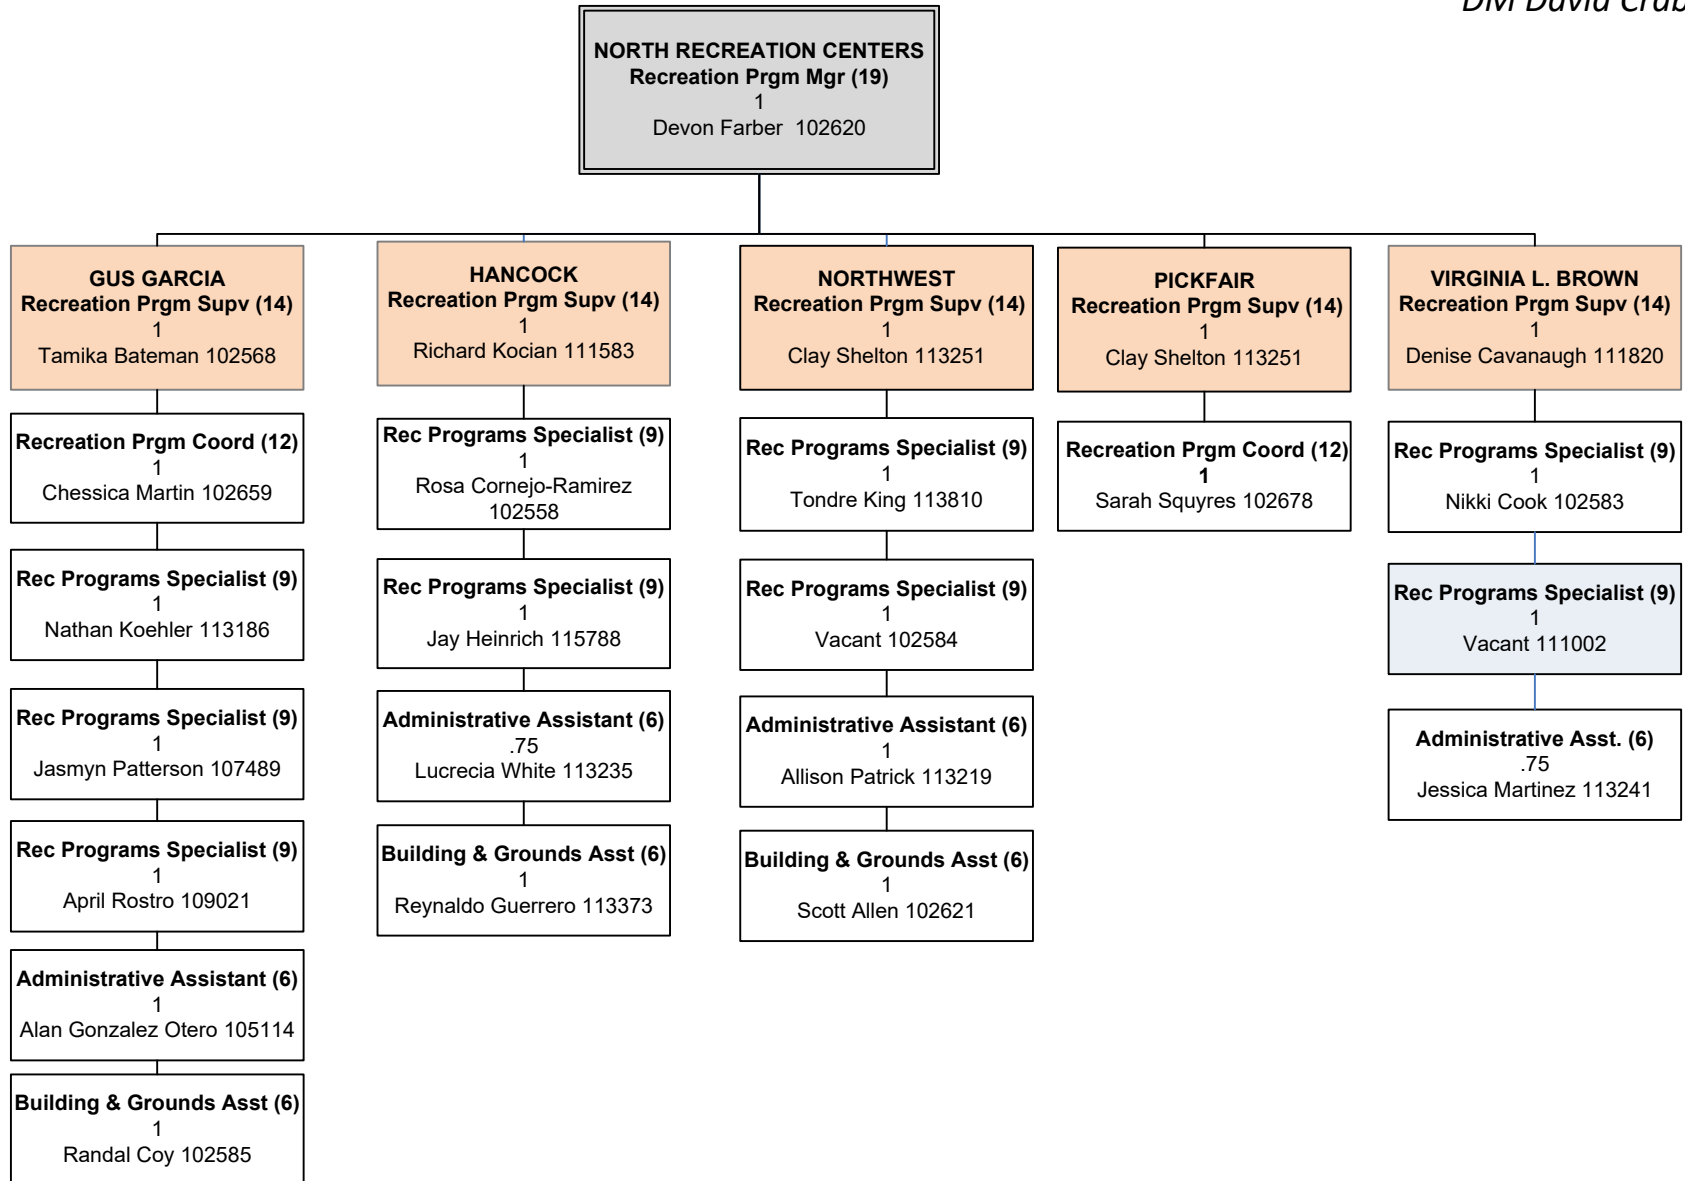 DM David Crab
NORTH RECREATION CENTERS
Recreation Prgm Mgr (19)
1
Devon Farber 102620
GUS GARCIA
Recreation Prgm Supv (14)
1
Tamika Bateman 102568
Recreation Prgm Coord (12)
1
Chessica Martin 102659
Rec Programs Specialist (9)
1
Nathan Koehler 113186
Rec Programs Specialist (9)
1
Jasmyn Patterson 107489
Rec Programs Specialist (9)
1
April Rostro 109021
Administrative Assistant (6)
1
Alan Gonzalez Otero 105114
Building & Grounds Asst (6)
1
Randal Coy 102585
HANCOCK
Recreation Prgm Supv (14)
1
Richard Kocian 111583
Rec Programs Specialist (9)
1
Rosa Cornejo-Ramirez
102558
Rec Programs Specialist (9)
1
Jay Heinrich 115788
Administrative Assistant (6)
.75
Lucrecia White 113235
Building & Grounds Asst (6)
1
Reynaldo Guerrero 113373
NORTHWEST
Recreation Prgm Supv (14)
1
Clay Shelton 113251
Rec Programs Specialist (9)
1
Tondre King 113810
Rec Programs Specialist (9)
1
Vacant 102584
Administrative Assistant (6)
1
Allison Patrick 113219
Building & Grounds Asst (6)
1
Scott Allen 102621
PICKFAIR
Recreation Prgm Supv (14)
1
Clay Shelton 113251
Recreation Prgm Coord (12)
1
Sarah Squyres 102678
VIRGINIA L. BROWN
Recreation Prgm Supv (14)
1
Denise Cavanaugh 111820
Rec Programs Specialist (9)
1
Nikki Cook 102583
Rec Programs Specialist (9)
1
Vacant 111002
Administrative Asst. (6)
.75
Jessica Martinez 113241